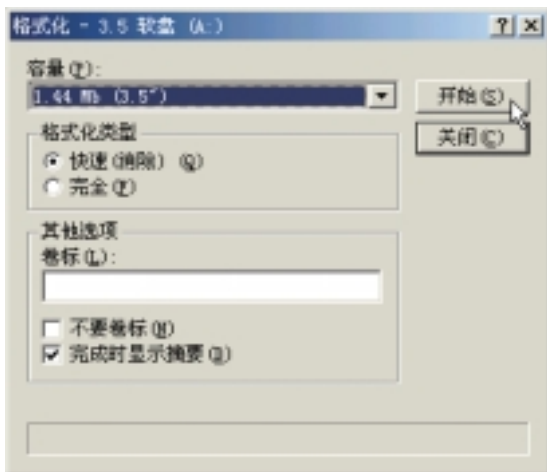 格式化 - 3.5 软盘 (A:)
容量(P):
1.44 Mb (3.5")
开始(S)
关闭(C)
格式化类型
快速(消除) (Q)
完全(F)
其他选项
卷标(L):
不要卷标(N)
完成时显示摘要(D)